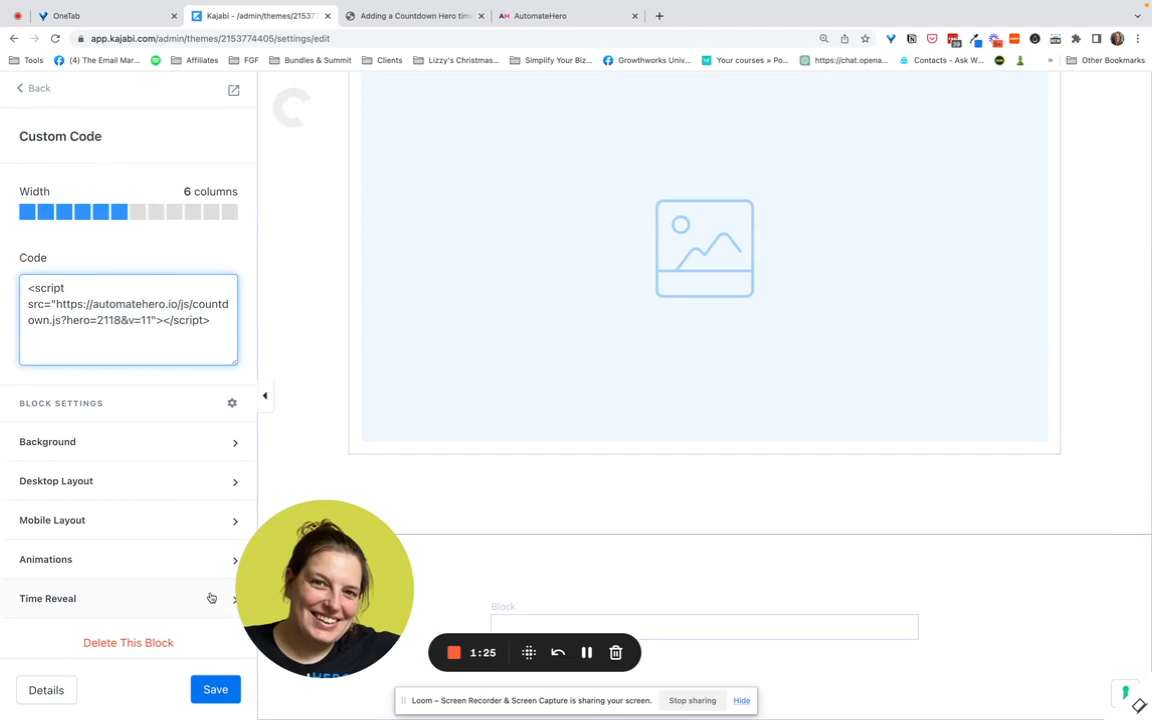 OneTab
Kajabi - /admin/themes/21537
Adding a Countdown Hero tim
AutomateHero
app.kajabi.com/admin/themes/2153774405/settings/edit
Tools
(4) The Email Mar...
Affiliates
FGF
Bundles & Summit
Clients
Lizzy's Christmas...
Simplify Your Biz...
Growthworks Univ...
Your courses » Po...
https://chat.opena...
Contacts - Ask W...
»
Other Bookmarks
Back
Custom Code
Width
6 columns
Code
<script
src="https://automatehero.io/js/countd
own.js?hero=2118&v=11"></script>
BLOCK SETTINGS
Background
Desktop Layout
Mobile Layout
Animations
Time Reveal
Block
Delete This Block
1:25
Details
Save
Loom – Screen Recorder & Screen Capture is sharing your screen.
Stop sharing
Hide